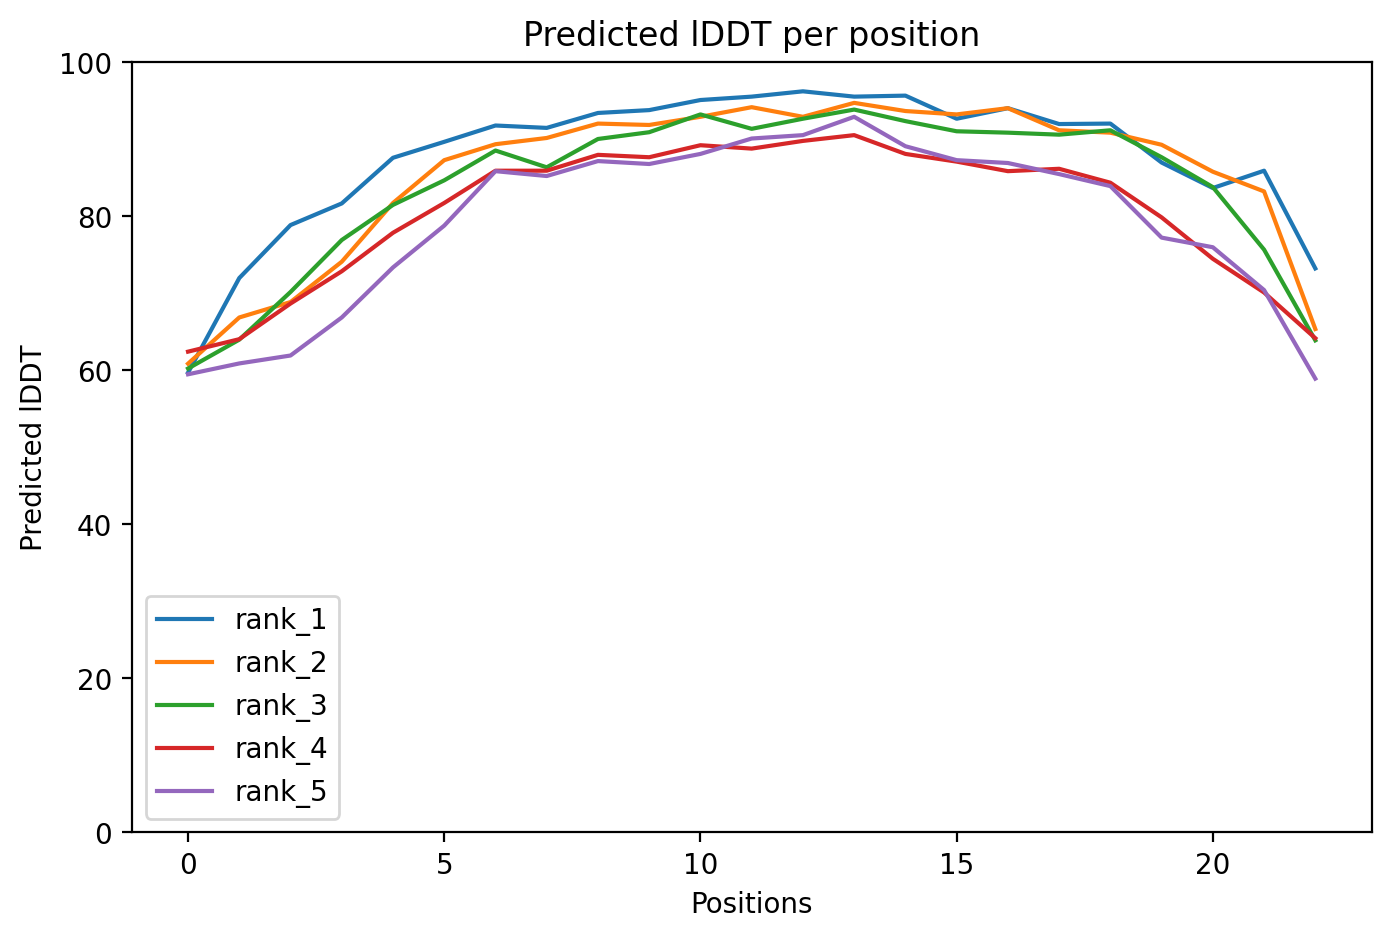 Predicted lDDT per position
100
80
60
40
20
0
Predicted lDDT
rank_1
rank_2
rank_3
rank_4
rank_5
0 5 10 15 20
Positions